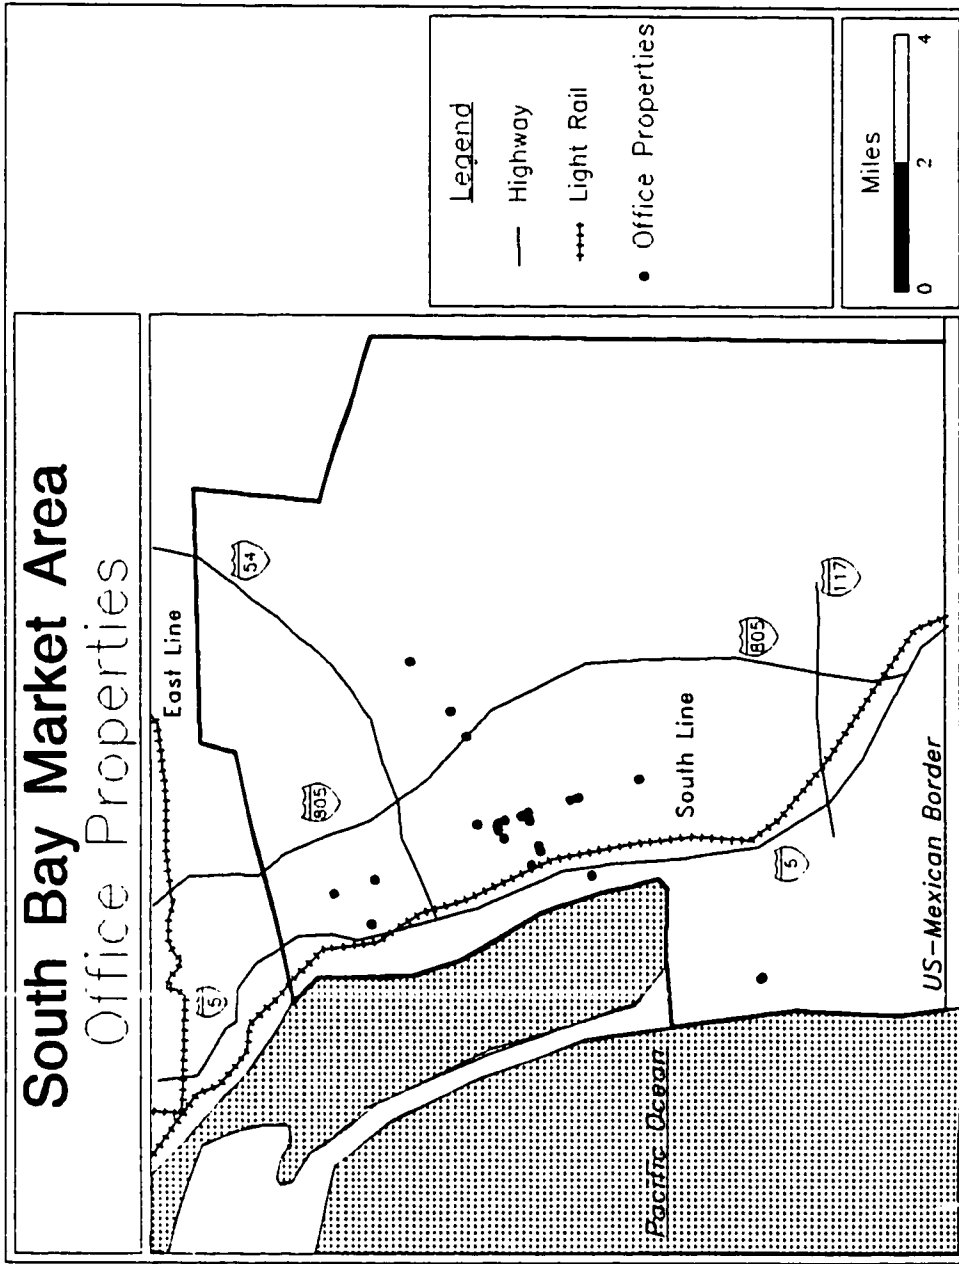 South Bay Market Area
Office Properties
East Line
54
805
5
805
117
South Line
5
Pacific Ocean
US-Mexican Border
Legend
Highway
Light Rail
Office Properties
Miles
0 2 4